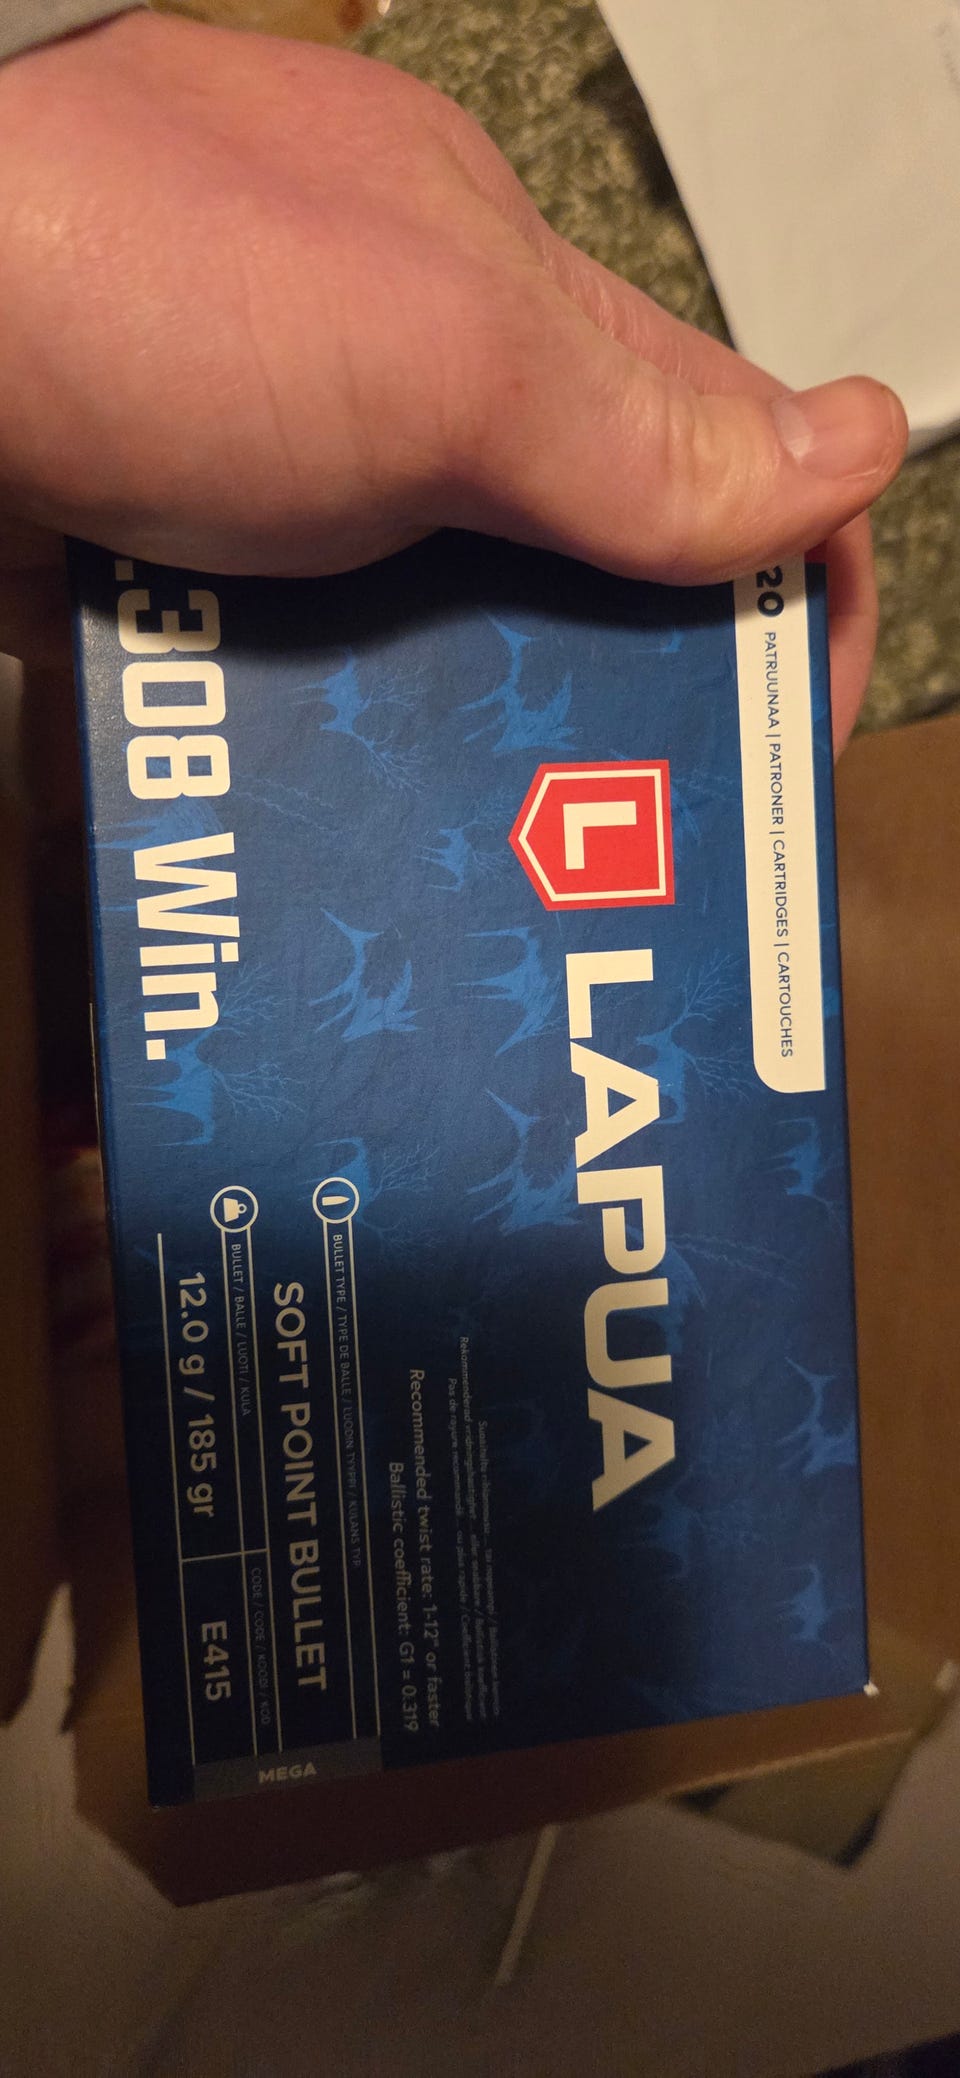 20 PATRUUNAA | PATRONER | CARTRIDGES | CARTOUCHES
L LAPUA
Recommended twist rate: 1-12" or faster
Ballistic coefficient: G1 = 0.319
BULLET TYPE / TYPE DE BALLE / LUODIN TYYPPI / KULANS TYP
SOFT POINT BULLET
BULLET / BALLE / LUOTI / KULA
CODE / CODE / KOODI / KOD
12.0 g / 185 gr
E415
MEGA
.308 Win.